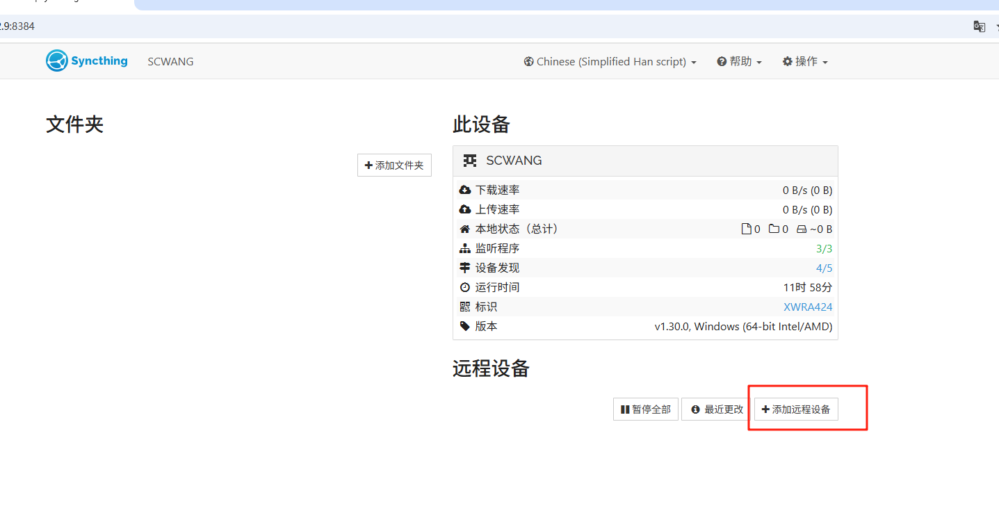 2.9:8384
Syncthing SCWANG Chinese (Simplified Han script) 帮助 操作
文件夹
添加文件夹
此设备
SCWANG
下载速率 0 B/s (0 B)
上传速率 0 B/s (0 B)
本地状态（总计） 0 0 ~0 B
监听程序 3/3
设备发现 4/5
运行时间 11时 58分
标识 XWRA424
版本 v1.30.0, Windows (64-bit Intel/AMD)
远程设备
暂停全部 最近更改 添加远程设备